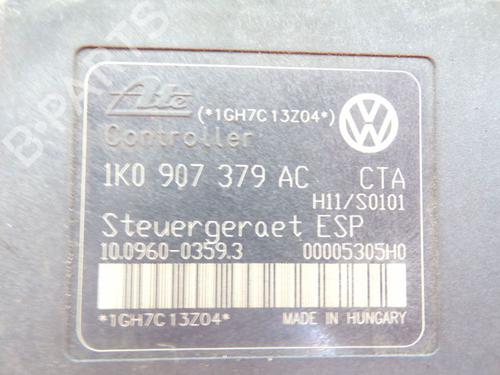 Ate (*1GH7C13Z04*)
Controller
1K0 907 379 AC CTA
H11/S0101
Steuergeraet ESP
10.0960-0359.3 00005305H0
*1GH7C13Z04* MADE IN HUNGARY
B-PARTS